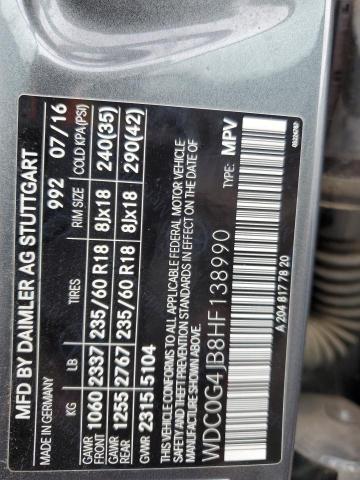 MFD BY DAIMLER AG STUTTGART
IN GERMANY
992 07/16
KG LB TIRES RIM SIZE COLD KPA(PSI)
GAWR FRONT 1060 2337 235/60 R18 8Jx18 240(35)
GAWR REAR 1255 2767 235/60 R18 8Jx18 290(42)
GVWR 2315 5104
THIS VEHICLE CONFORMS TO ALL APPLICABLE FEDERAL MOTOR VEHICLE
SAFETY AND THEFT PREVENTION STANDARDS IN EFFECT ON THE DATE OF
MANUFACTURE SHOWN ABOVE.
TYPE: MPV
WDC0G4JB8HF138990
A 204 817 78 20